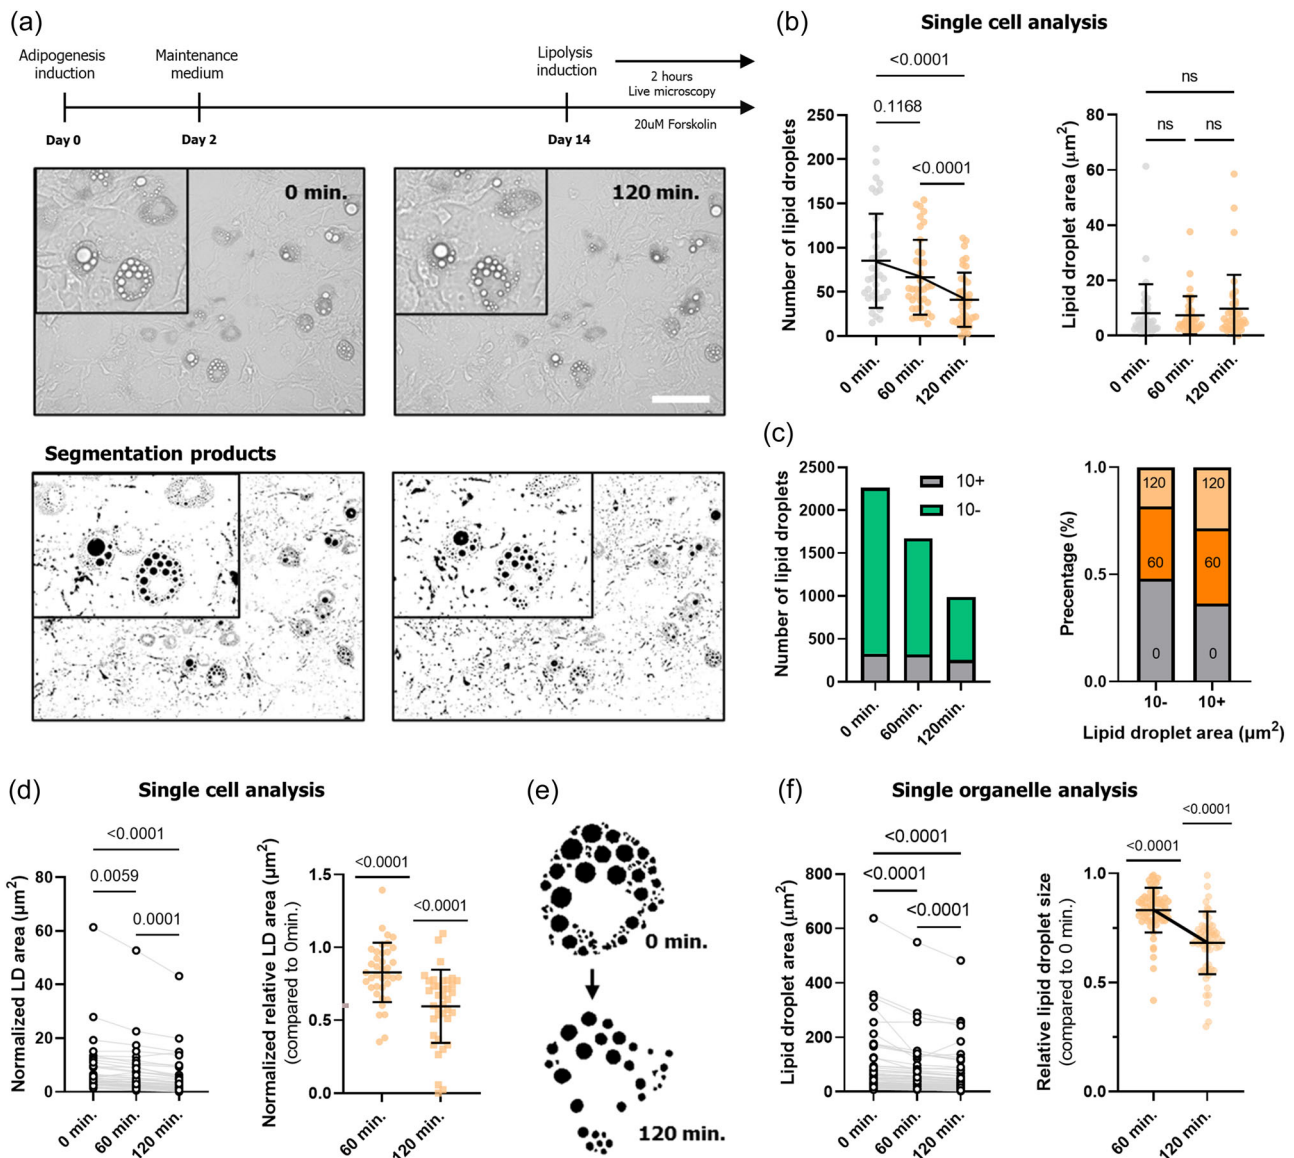 (a)
Adipogenesis
induction
Maintenance
medium
Lipolysis
induction
2 hours
Live microscopy
20uM Forskolin
Day 0
Day 2
Day 14
0 min.
120 min.
Segmentation products
(b)
Single cell analysis
<0.0001
0.1168
<0.0001
Number of lipid droplets
250
200
150
100
50
0
0 min.
60 min.
120 min.
ns
ns
ns
Lipid droplet area (µm²)
80
60
40
20
0
0 min.
60 min.
120 min.
(c)
Number of lipid droplets
2500
2000
1500
1000
500
0
10+
10-
0 min.
60min.
120min.
Precentage (%)
1.0
0.5
0.0
120
60
0
120
60
0
10-
10+
Lipid droplet area (µm²)
(d)
Single cell analysis
<0.0001
0.0059
0.0001
Normalized LD area (µm²)
80
60
40
20
0
0 min.
60 min.
120 min.
<0.0001
<0.0001
Normalized relative LD area (µm²)
(compared to 0min.)
1.5
1.0
0.5
0.0
60 min.
120 min.
(e)
0 min.
120 min.
(f)
Single organelle analysis
<0.0001
<0.0001
<0.0001
Lipid droplet area (µm²)
800
600
400
200
0
0 min.
60 min.
120 min.
<0.0001
<0.0001
Relative lipid droplet size
(compared to 0 min.)
1.0
0.5
0.0
60 min.
120 min.